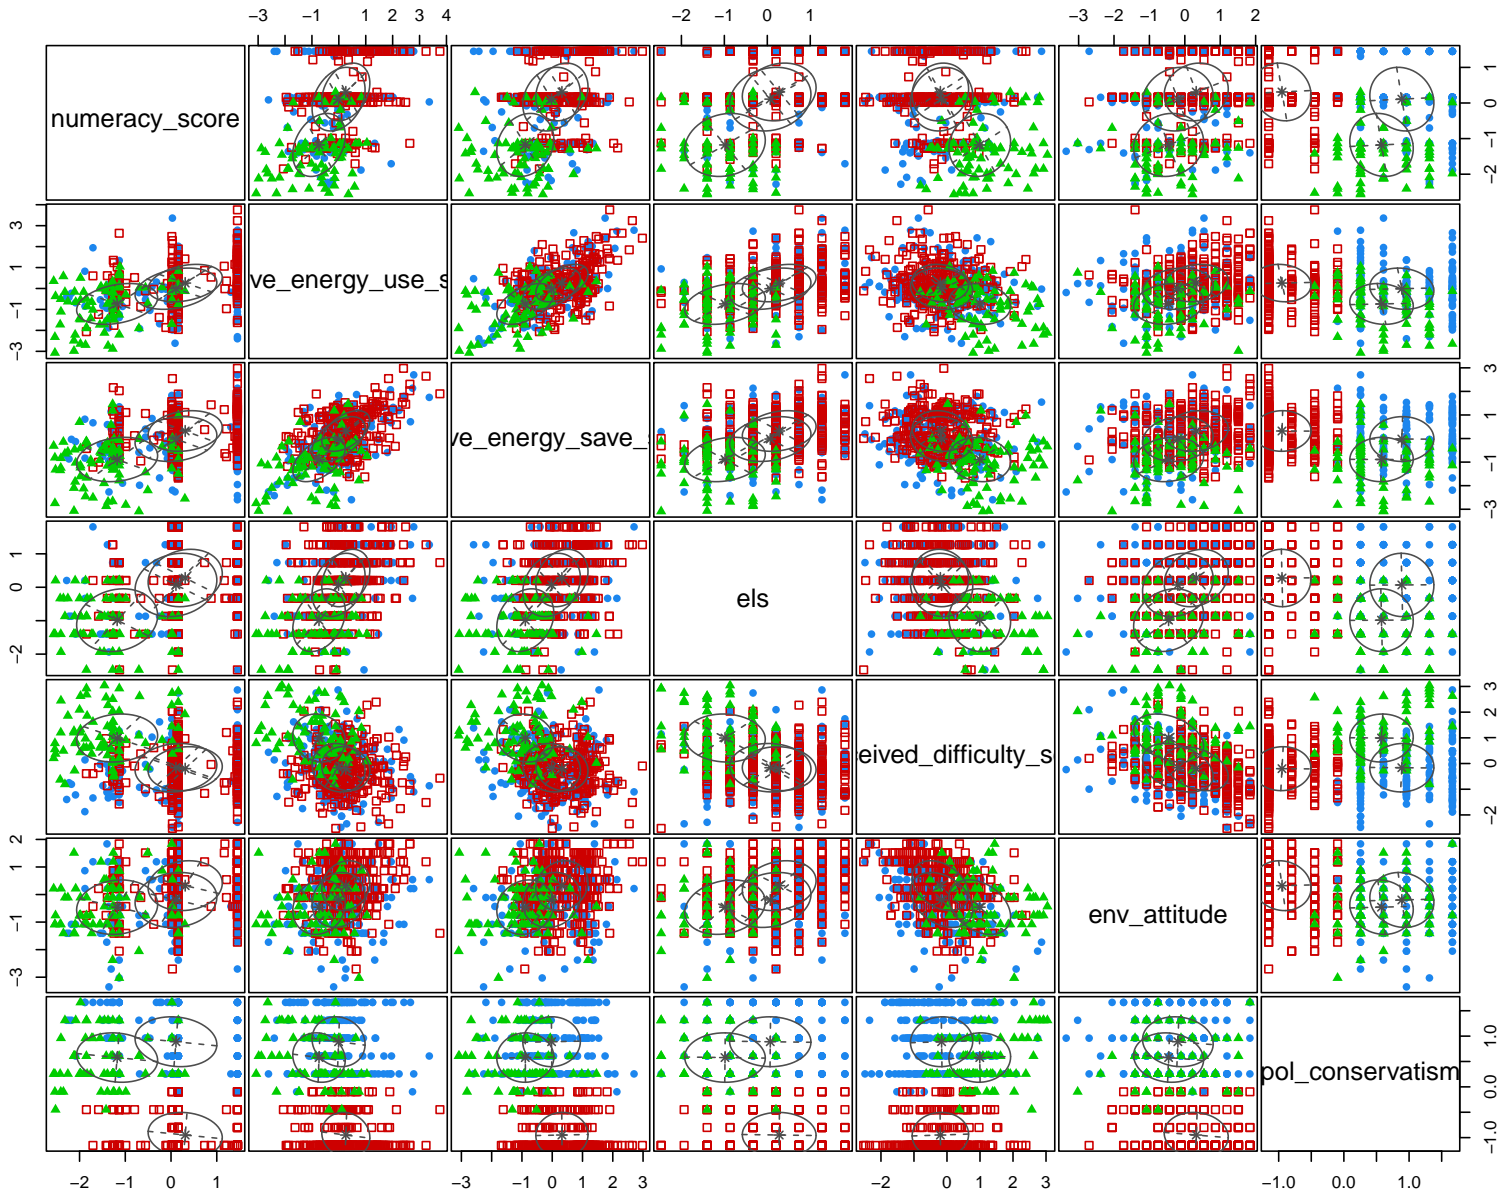 −3 −1 1 2 3 4 −2 0 1 −3 −1 0 1 2
numeracy_score
−2 −1 0 1
ve_energy_use_s
−3 −1 1 3
ve_energy_save_s
−3 −1 1 3
els
−2 0 1
eived_difficulty_s
−2 0 1 2 3
env_attitude
−3 −1 1 2
pol_conservatism
−1.0 0.0 1.0
−2 −1 0 1 −3 −1 0 1 2 3 −2 −1 0 1 2 3 −1.0 0.0 1.0